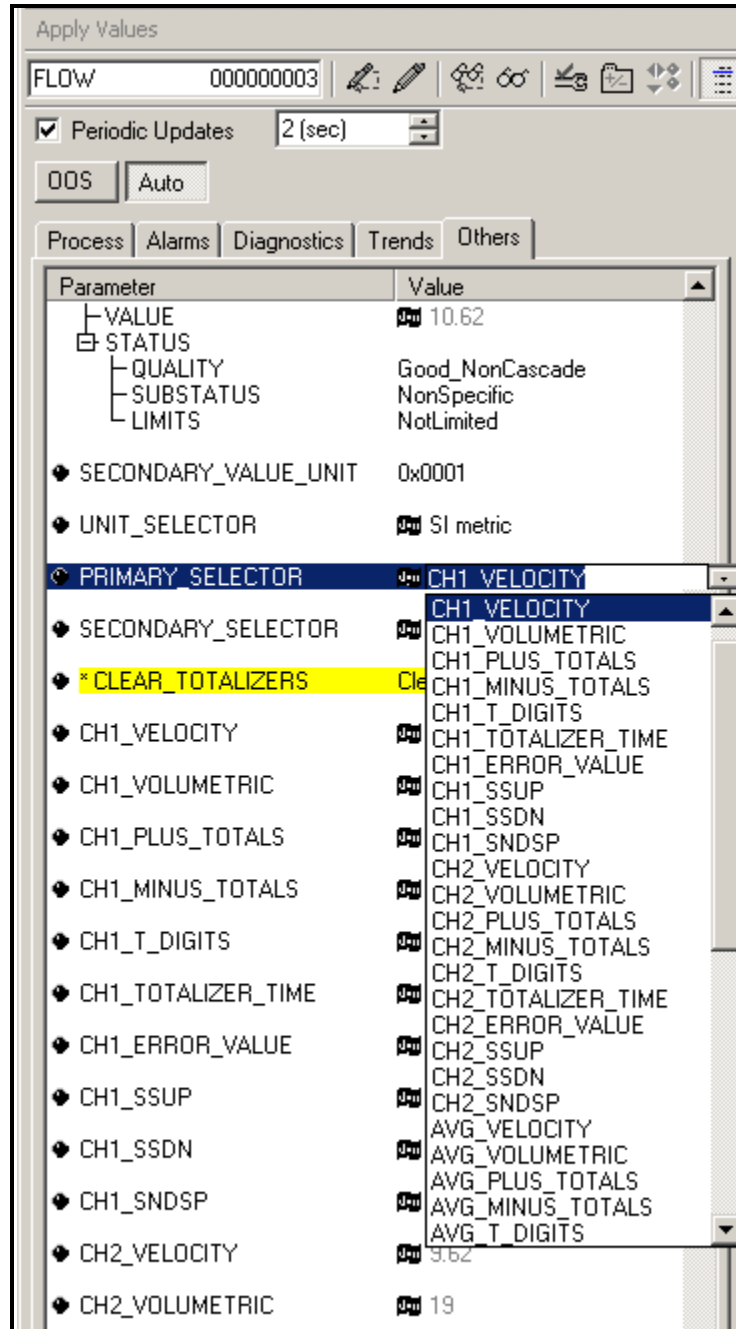 Apply Values
FLOW 000000003
Periodic Updates 2 (sec)
OOS Auto
Process Alarms Diagnostics Trends Others
Parameter Value
VALUE 10.62
STATUS
QUALITY Good_NonCascade
SUBSTATUS NonSpecific
LIMITS NotLimited
SECONDARY_VALUE_UNIT 0x0001
UNIT_SELECTOR SI metric
PRIMARY_SELECTOR CH1_VELOCITY
SECONDARY_SELECTOR
* CLEAR_TOTALIZERS Cle
CH1_VELOCITY
CH1_VOLUMETRIC
CH1_PLUS_TOTALS
CH1_MINUS_TOTALS
CH1_T_DIGITS
CH1_TOTALIZER_TIME
CH1_ERROR_VALUE
CH1_SSUP
CH1_SSDN
CH1_SNDSP
CH2_VELOCITY 9.62
CH2_VOLUMETRIC 19
CH1_VELOCITY
CH1_VOLUMETRIC
CH1_PLUS_TOTALS
CH1_MINUS_TOTALS
CH1_T_DIGITS
CH1_TOTALIZER_TIME
CH1_ERROR_VALUE
CH1_SSUP
CH1_SSDN
CH1_SNDSP
CH2_VELOCITY
CH2_VOLUMETRIC
CH2_PLUS_TOTALS
CH2_MINUS_TOTALS
CH2_T_DIGITS
CH2_TOTALIZER_TIME
CH2_ERROR_VALUE
CH2_SSUP
CH2_SSDN
CH2_SNDSP
AVG_VELOCITY
AVG_VOLUMETRIC
AVG_PLUS_TOTALS
AVG_MINUS_TOTALS
AVG_T_DIGITS